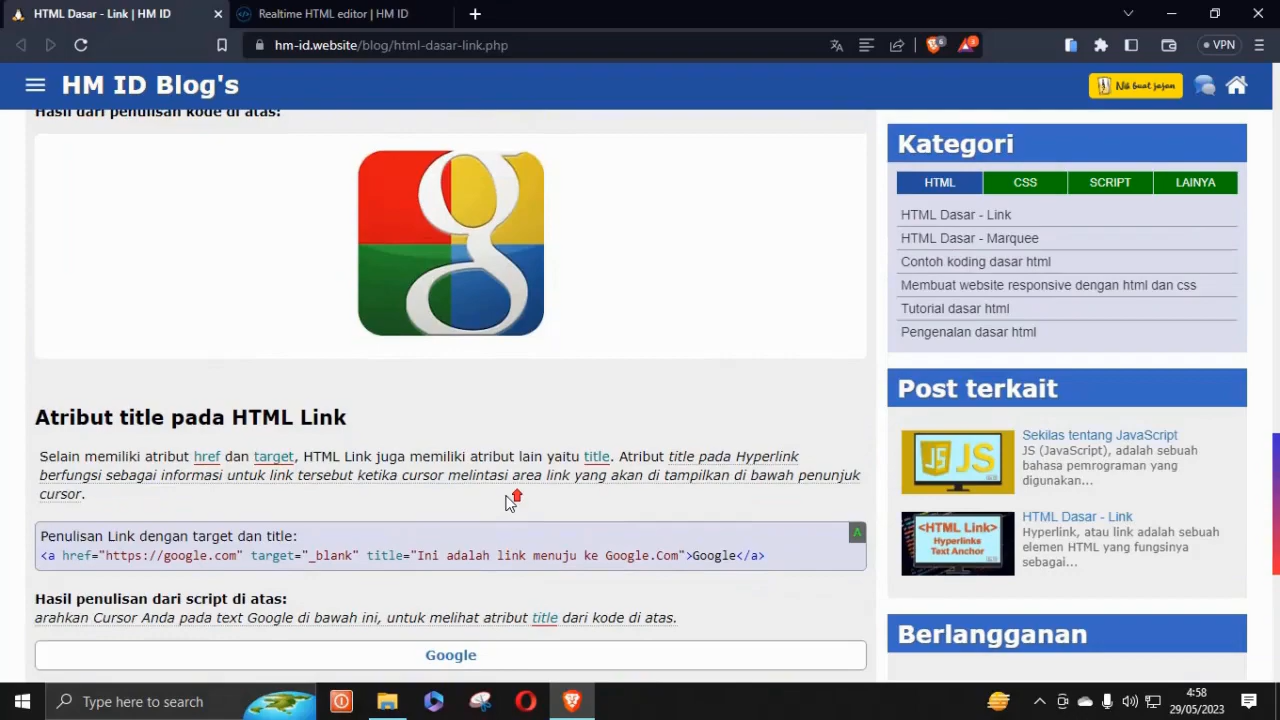 HTML Dasar - Link | HM ID
Realtime HTML editor | HM ID
hm-id.website/blog/html-dasar-link.php
6
3
VPN
HM ID Blog's
Nih buat jajan
Hasil dari penulisan kode di atas:
g
Atribut title pada HTML Link
Selain memiliki atribut href dan target, HTML Link juga memiliki atribut lain yaitu title. Atribut title pada Hyperlink
berfungsi sebagai informasi untuk link tersebut ketika cursor melintasi area link yang akan di tampilkan di bawah penunjuk
cursor.
A
Penulisan Link dengan target dan title:
<a href="https://google.com" target="_blank" title="Ini adalah link menuju ke Google.Com">Google</a>
Hasil penulisan dari script di atas:
arahkan Cursor Anda pada text Google di bawah ini, untuk melihat atribut title dari kode di atas.
Google
Kategori
HTML
CSS
SCRIPT
LAINYA
HTML Dasar - Link
HTML Dasar - Marquee
Contoh koding dasar html
Membuat website responsive dengan html dan css
Tutorial dasar html
Pengenalan dasar html
Post terkait
JS
Sekilas tentang JavaScript
JS (JavaScript), adalah sebuah
bahasa pemrograman yang
digunakan...
<HTML Link>
Hyperlinks
Text Anchor
HTML Dasar - Link
Hyperlink, atau link adalah sebuah
elemen HTML yang fungsinya
sebagai...
Berlangganan
Type here to search
4:58
29/05/2023